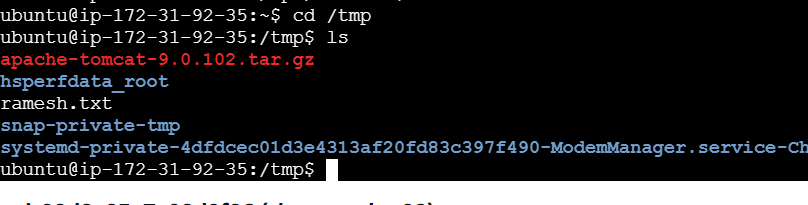 ubuntu@ip-172-31-92-35:~$ cd /tmp
ubuntu@ip-172-31-92-35:/tmp$ ls
apache-tomcat-9.0.102.tar.gz
hsperfdata_root
ramesh.txt
snap-private-tmp
systemd-private-4dfdcec01d3e4313af20fd83c397f490-ModemManager.service-Ch
ubuntu@ip-172-31-92-35:/tmp$